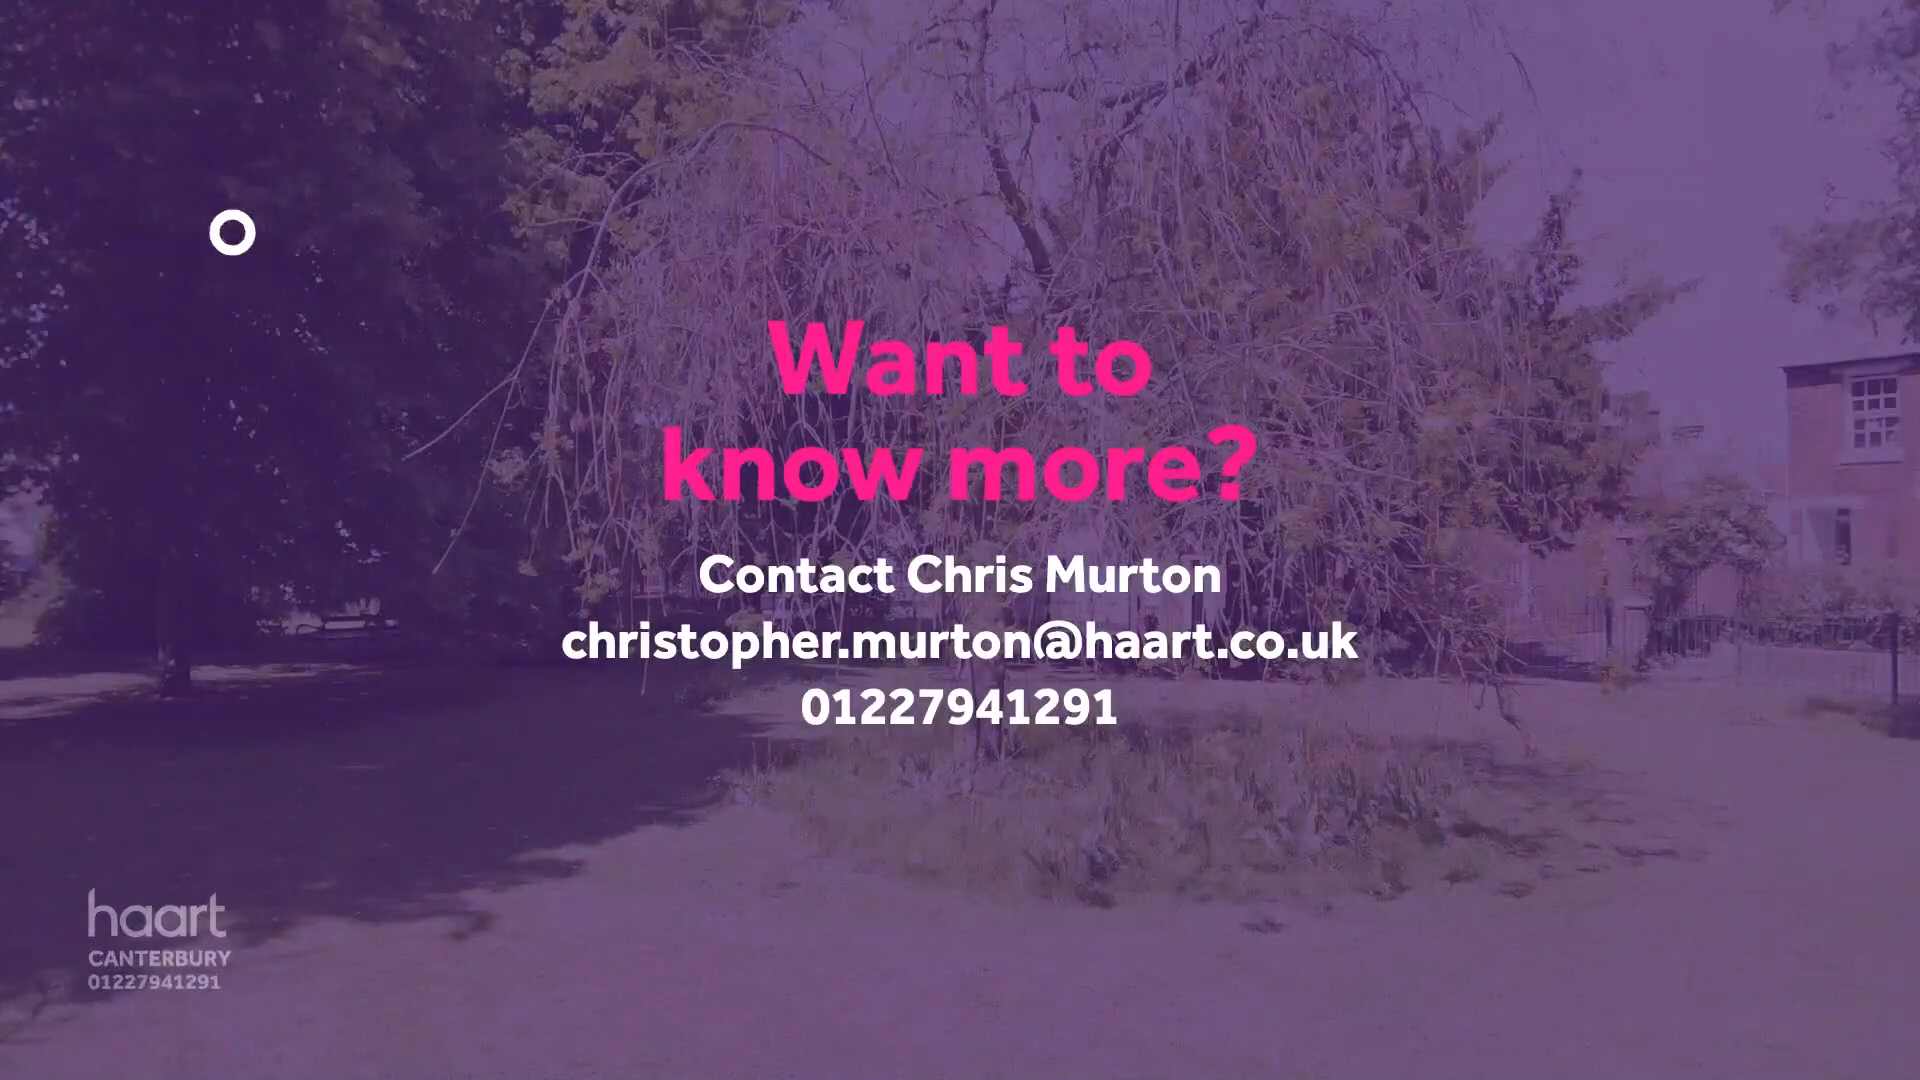 Want to
know more?
Contact Chris Murton
christopher.murton@haart.co.uk
01227941291
haart
CANTERBURY
01227941291